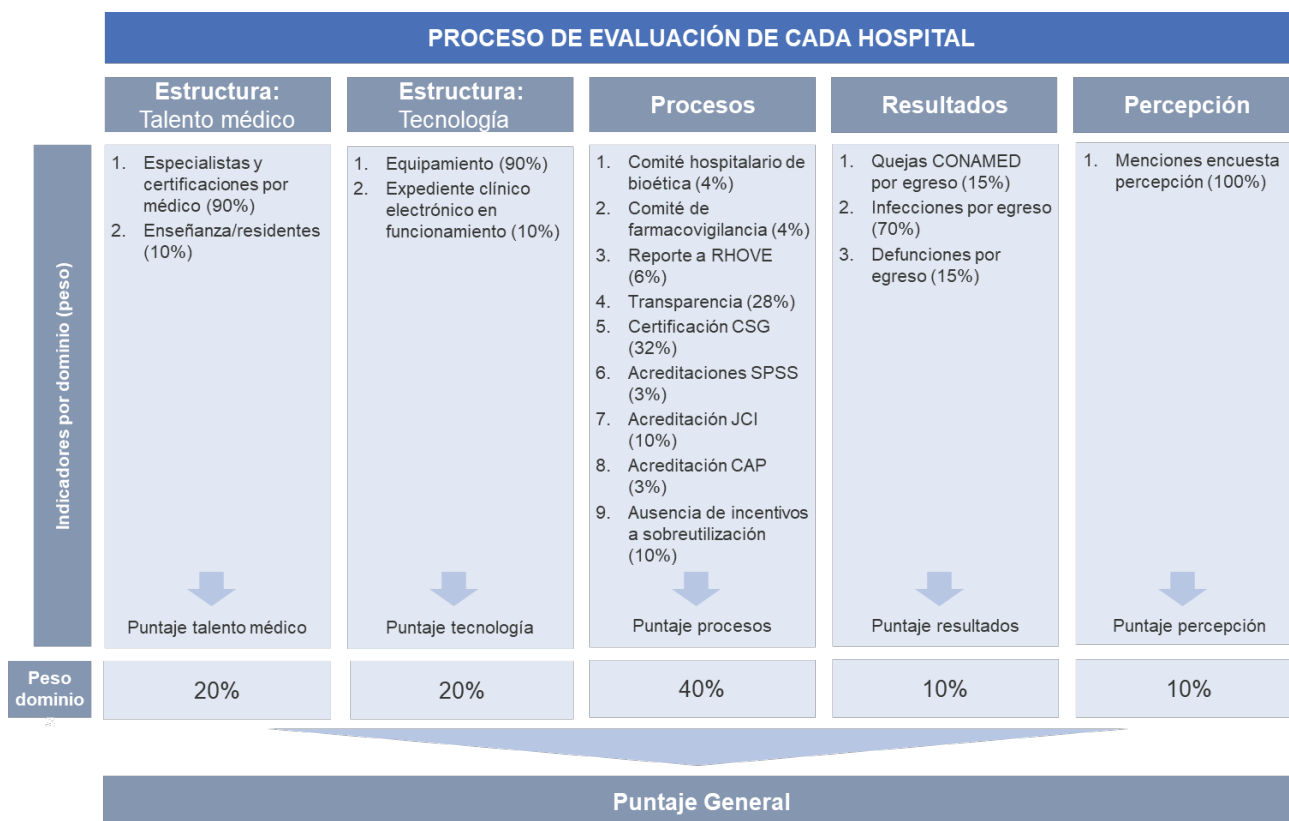 PROCESO DE EVALUACIÓN DE CADA HOSPITAL
Estructura:
Talento médico
Estructura:
Tecnología
Procesos
Resultados
Percepción
Indicadores por dominio (peso)
1. Especialistas y
certificaciones por
médico (90%)
2. Enseñanza/residentes
(10%)
Puntaje talento médico
1. Equipamiento (90%)
2. Expediente clínico
electrónico en
funcionamiento (10%)
Puntaje tecnología
1. Comité hospitalario de
bioética (4%)
2. Comité de
farmacovigilancia (4%)
3. Reporte a RHOVE
(6%)
4. Transparencia (28%)
5. Certificación CSG
(32%)
6. Acreditaciones SPSS
(3%)
7. Acreditación JCI
(10%)
8. Acreditación CAP
(3%)
9. Ausencia de incentivos
a sobreutilización
(10%)
Puntaje procesos
1. Quejas CONAMED
por egreso (15%)
2. Infecciones por egreso
(70%)
3. Defunciones por
egreso (15%)
Puntaje resultados
1. Menciones encuesta
percepción (100%)
Puntaje percepción
Peso
dominio
20%
20%
40%
10%
10%
Puntaje General